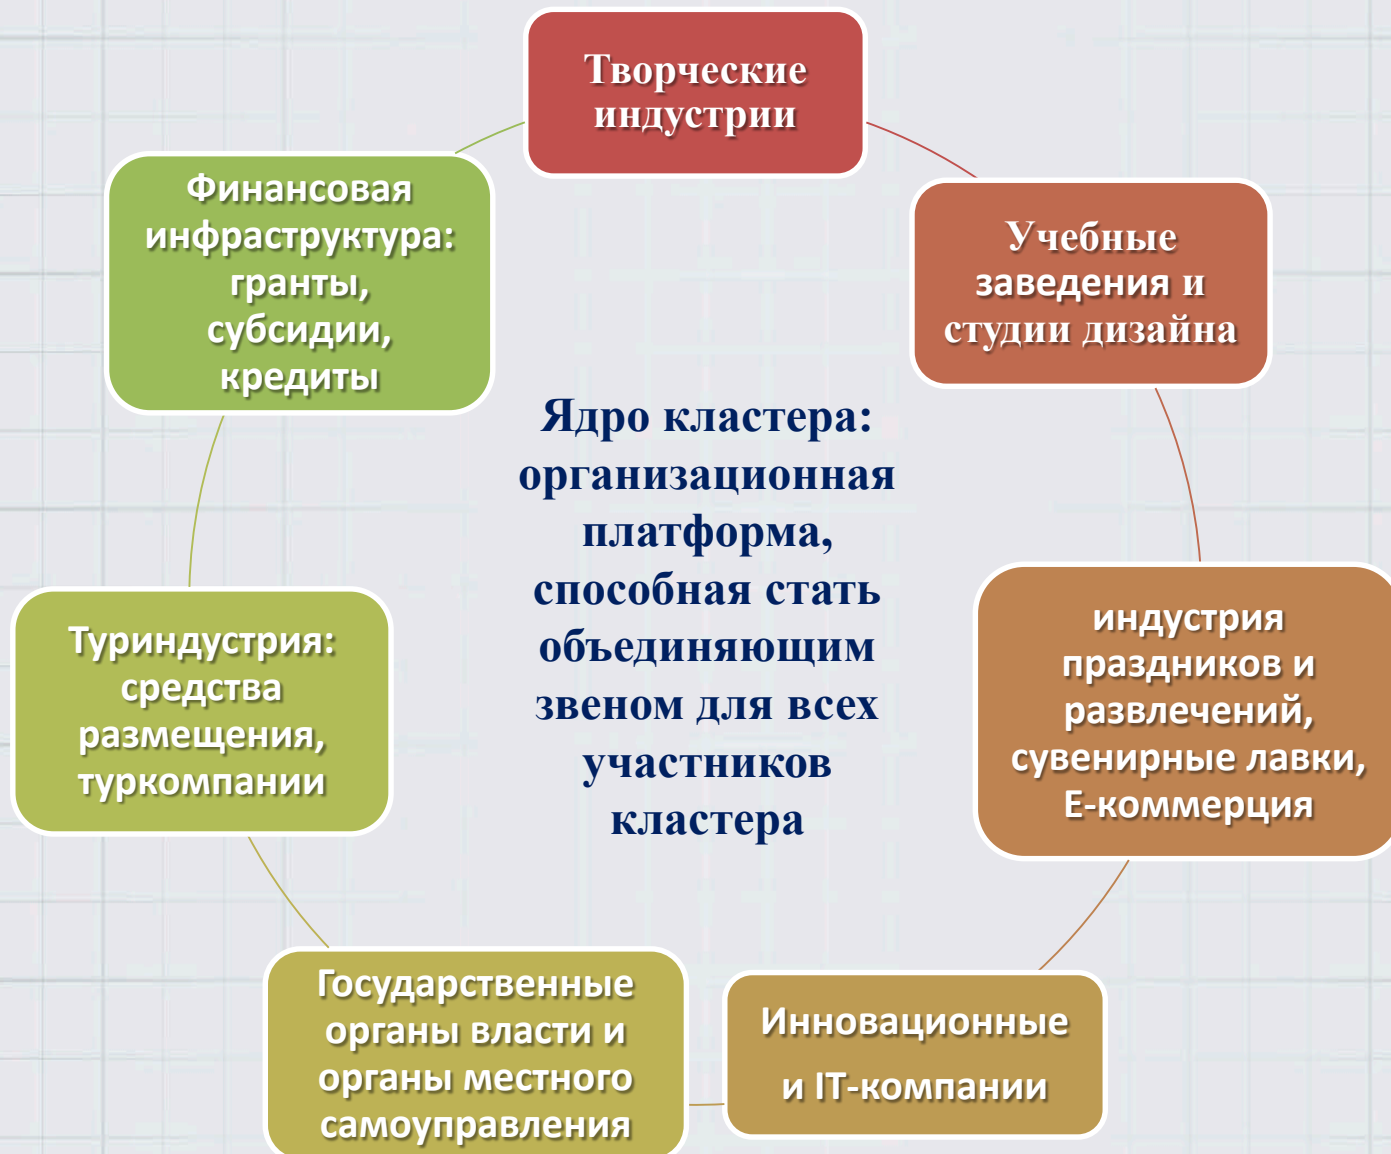 Творческие
индустрии
Учебные
заведения и
студии дизайна
индустрия
праздников и
развлечений,
сувенирные лавки,
Е-коммерция
Инновационные
и IT-компании
Государственные
органы власти и
органы местного
самоуправления
Туриндустрия:
средства
размещения,
туркомпании
Финансовая
инфраструктура:
гранты,
субсидии,
кредиты
Ядро кластера:
организационная
платформа,
способная стать
объединяющим
звеном для всех
участников
кластера